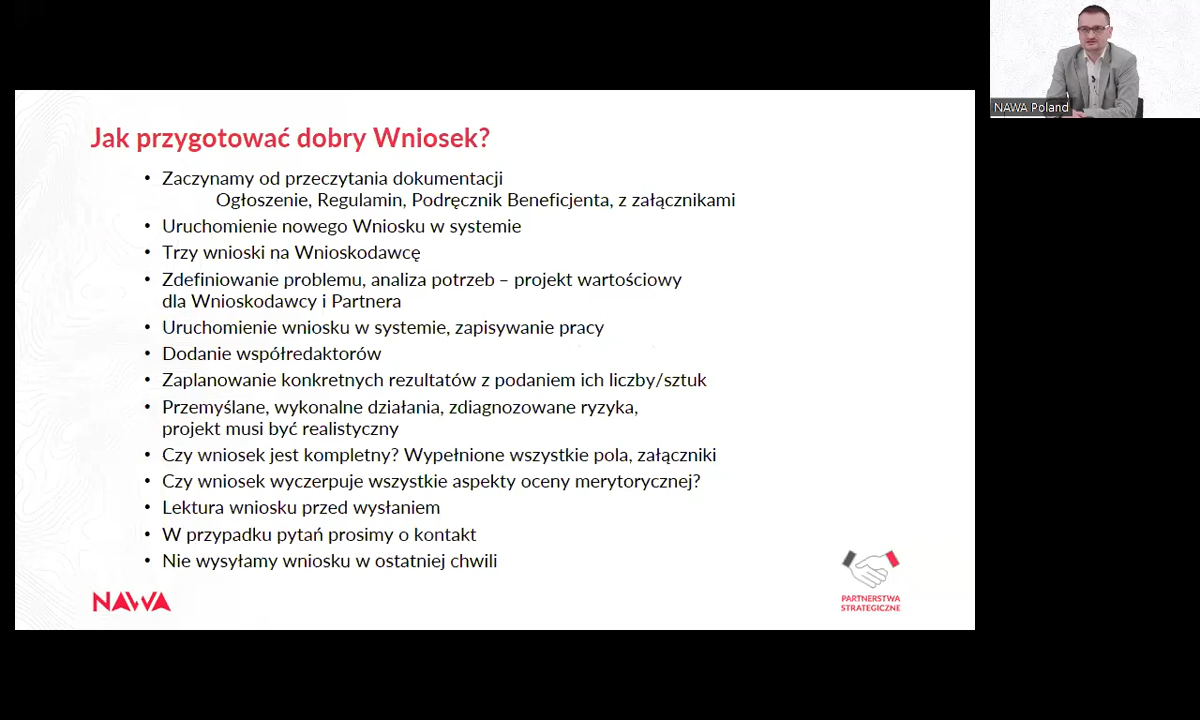 NAWA Poland
Jak przygotować dobry Wniosek?
• Zaczynamy od przeczytania dokumentacji
Ogłoszenie, Regulamin, Podręcznik Beneficjenta, z załącznikami
• Uruchomienie nowego Wniosku w systemie
• Trzy wnioski na Wnioskodawcę
• Zdefiniowanie problemu, analiza potrzeb – projekt wartościowy
dla Wnioskodawcy i Partnera
• Uruchomienie wniosku w systemie, zapisywanie pracy
• Dodanie współredaktorów
• Zaplanowanie konkretnych rezultatów z podaniem ich liczby/sztuk
• Przemyślane, wykonalne działania, zdiagnozowane ryzyka,
projekt musi być realistyczny
• Czy wniosek jest kompletny? Wypełnione wszystkie pola, załączniki
• Czy wniosek wyczerpuje wszystkie aspekty oceny merytorycznej?
• Lektura wniosku przed wysłaniem
• W przypadku pytań prosimy o kontakt
• Nie wysyłamy wniosku w ostatniej chwili
NAWA
PARTNERSTWA
STRATEGICZNE